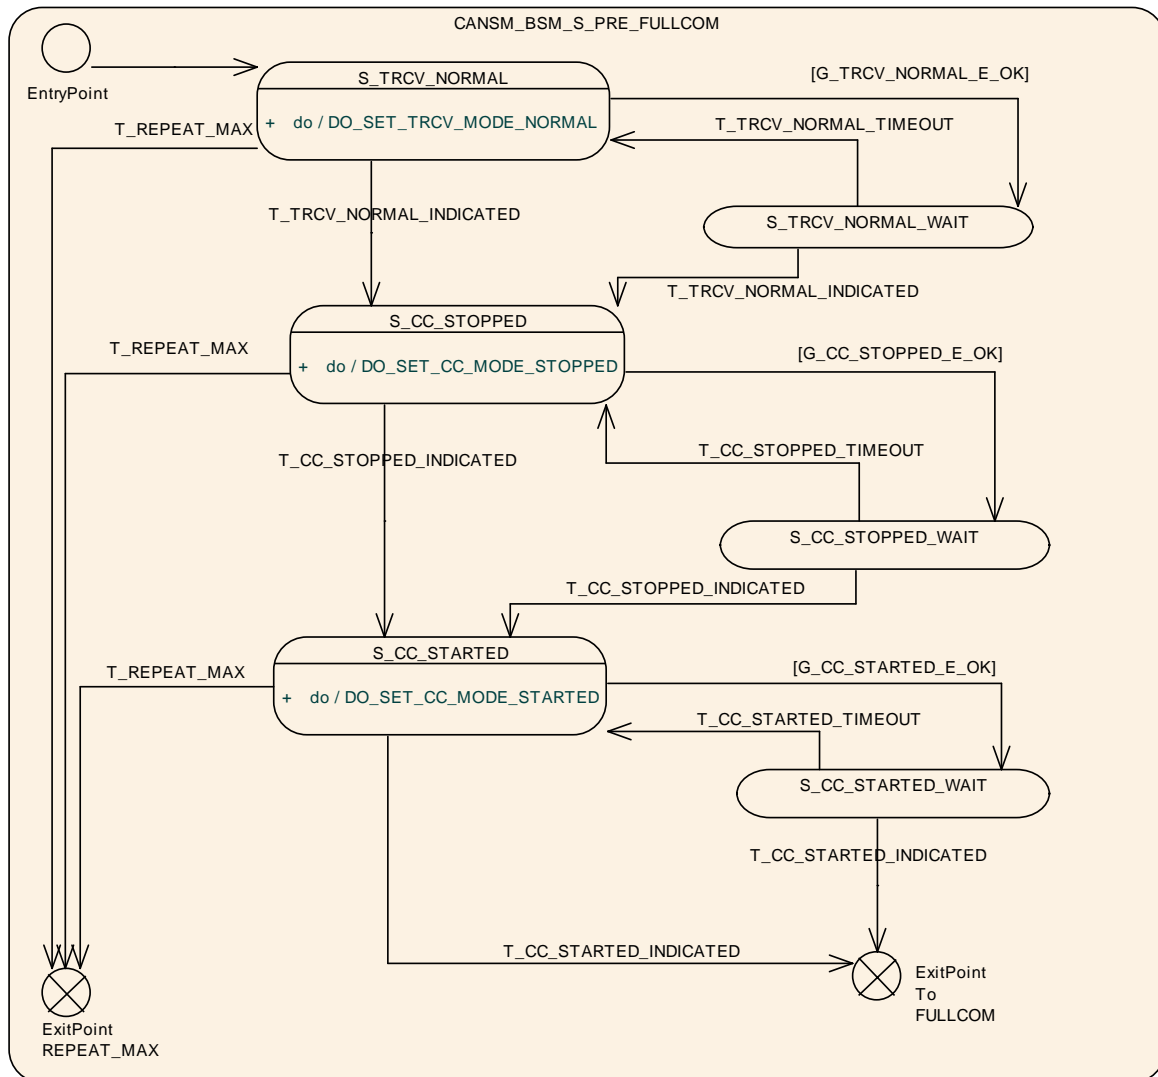 CANSM_BSM_S_PRE_FULLCOM
EntryPoint
S_TRCV_NORMAL
[G_TRCV_NORMAL_E_OK]
+ do / DO_SET_TRCV_MODE_NORMAL
T_REPEAT_MAX
T_TRCV_NORMAL_TIMEOUT
T_TRCV_NORMAL_INDICATED
S_TRCV_NORMAL_WAIT
T_TRCV_NORMAL_INDICATED
S_CC_STOPPED
T_REPEAT_MAX
[G_CC_STOPPED_E_OK]
+ do / DO_SET_CC_MODE_STOPPED
T_CC_STOPPED_TIMEOUT
T_CC_STOPPED_INDICATED
S_CC_STOPPED_WAIT
T_CC_STOPPED_INDICATED
S_CC_STARTED
T_REPEAT_MAX
[G_CC_STARTED_E_OK]
+ do / DO_SET_CC_MODE_STARTED
T_CC_STARTED_TIMEOUT
S_CC_STARTED_WAIT
T_CC_STARTED_INDICATED
T_CC_STARTED_INDICATED
ExitPoint
To
FULLCOM
ExitPoint
REPEAT_MAX